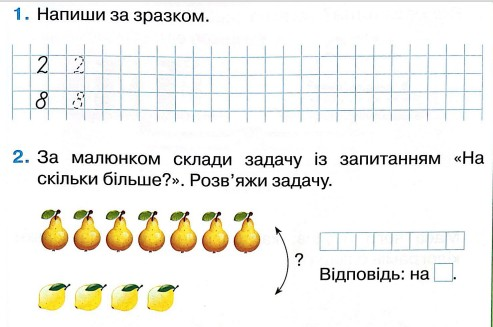 1. Напиши за зразком.
2 2
8 8
2. За малюнком склади задачу із запитанням «На
скільки більше?». Розв’яжи задачу.
?
Відповідь: на .